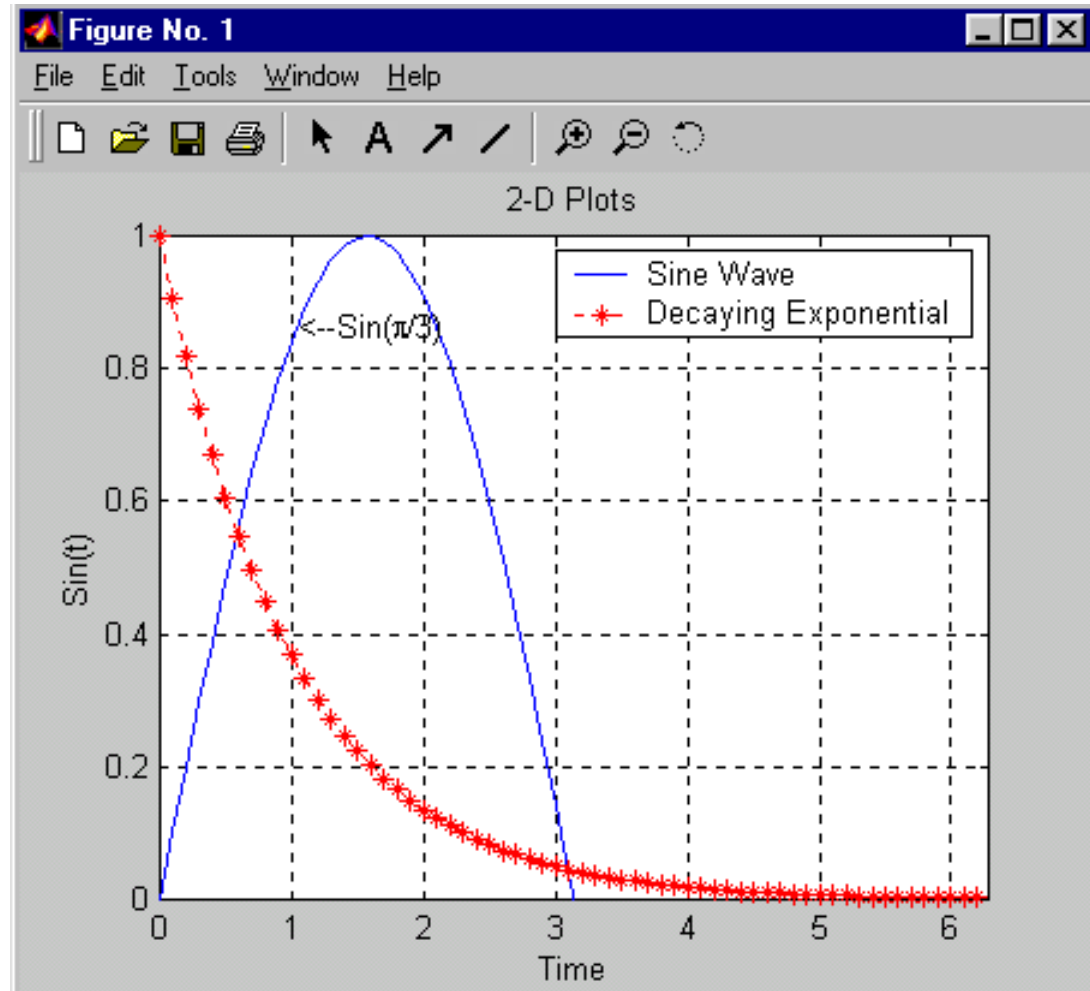 Figure No. 1
File Edit Tools Window Help
A
2-D Plots
1
0.8
0.6
0.4
0.2
0
Sin(t)
Sine Wave
Decaying Exponential
<--Sin(π/3)
0 1 2 3 4 5 6
Time